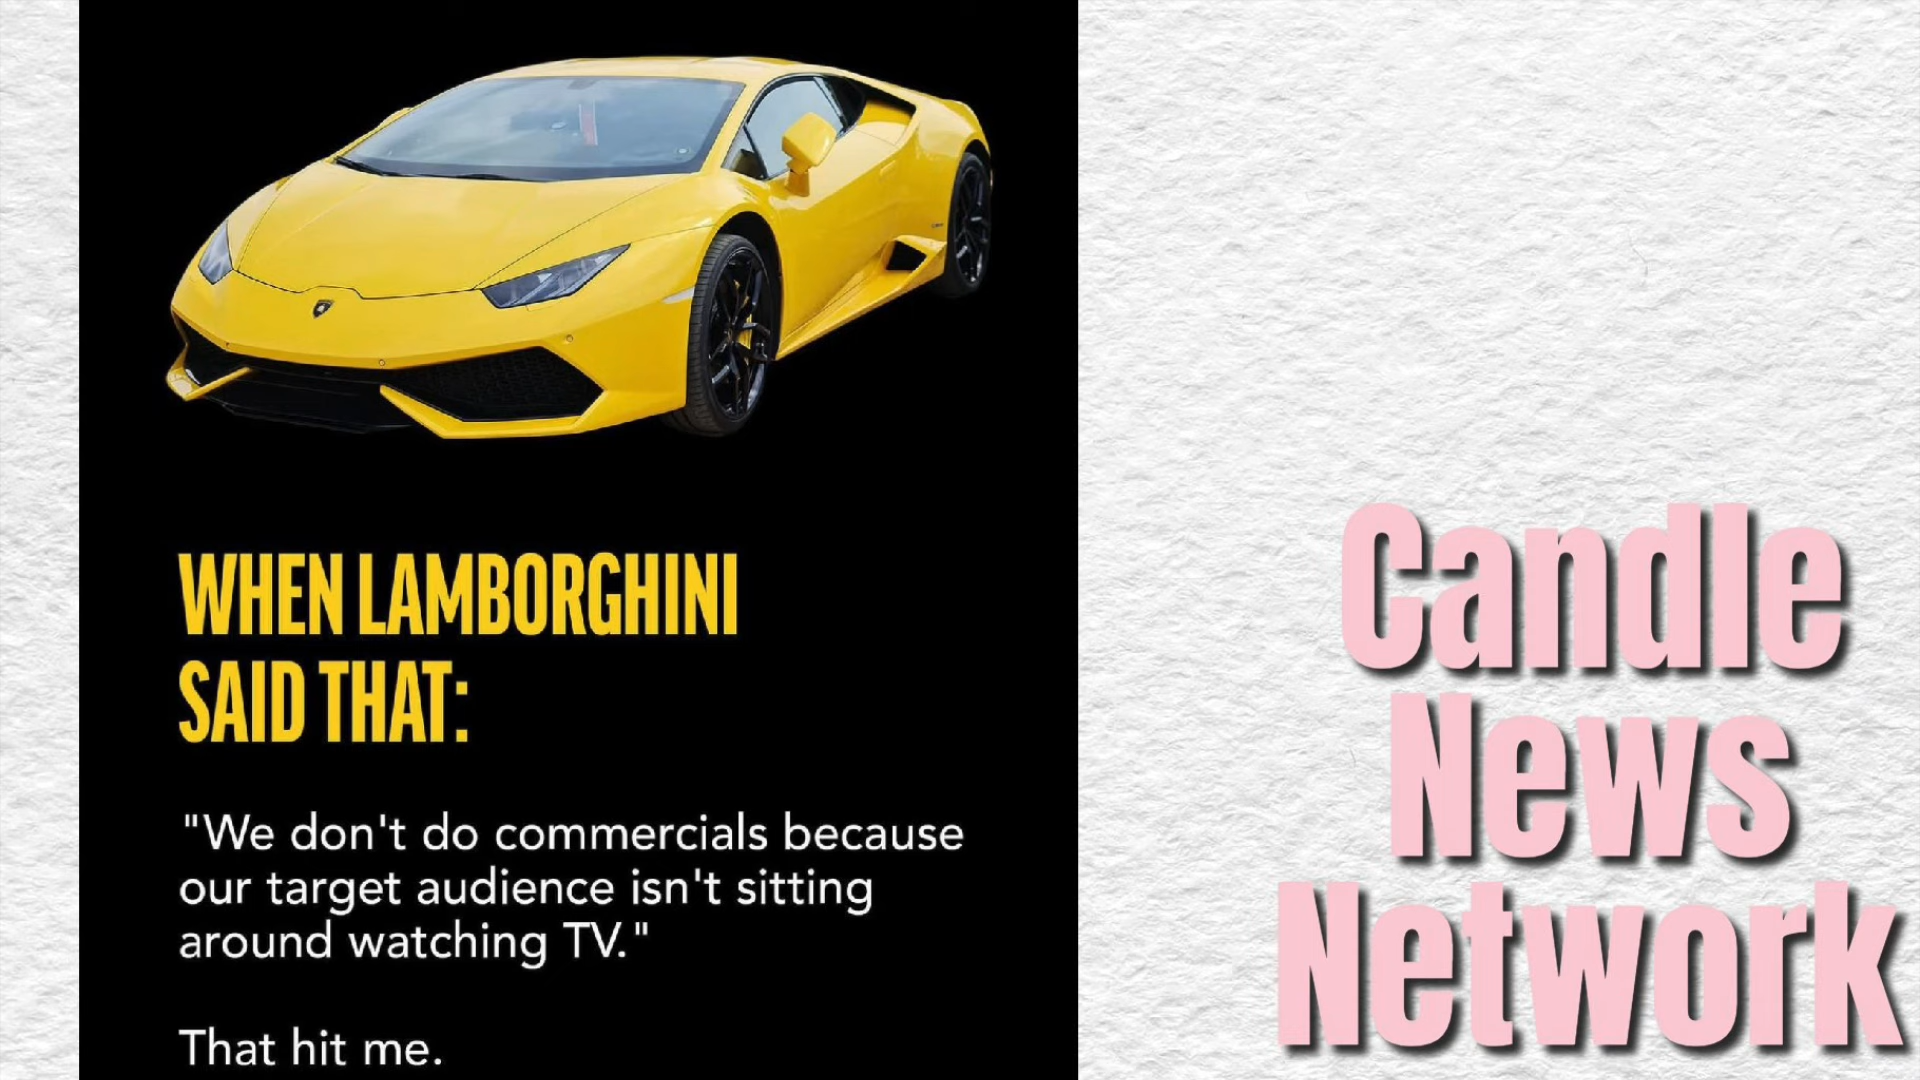 WHEN LAMBORGHINI
SAID THAT:
"We don't do commercials because
our target audience isn't sitting
around watching TV."
That hit me.
Candle
News
Network